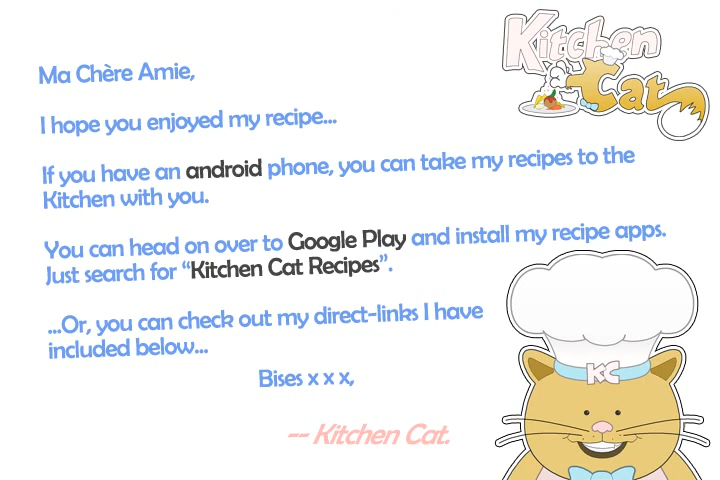 Kitchen
Cat
Ma Chère Amie,
I hope you enjoyed my recipe...
If you have an android phone, you can take my recipes to the
Kitchen with you.
You can head on over to Google Play and install my recipe apps.
Just search for “Kitchen Cat Recipes”.
...Or, you can check out my direct-links I have
included below...
Bises x x x,
-- Kitchen Cat.
KC